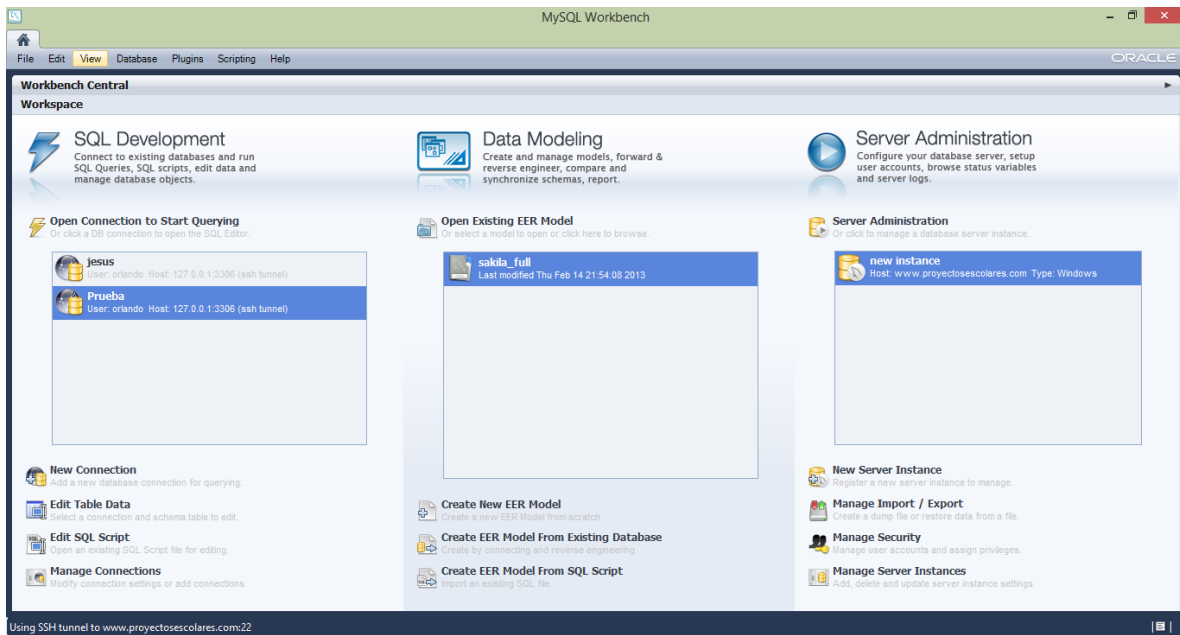 MySQL Workbench
File Edit View Database Plugins Scripting Help
ORACLE
Workbench Central
Workspace
SQL Development
Connect to existing databases and run
SQL Queries, SQL scripts, edit data and
manage database objects.
Open Connection to Start Querying
Or click a DB connection to open the SQL Editor.
jesus
User: orlando Host: 127.0.0.1:3306 (ssh tunnel)
Prueba
User: orlando Host: 127.0.0.1:3306 (ssh tunnel)
New Connection
Add a new database connection for querying.
Edit Table Data
Select a connection and schema table to edit.
Edit SQL Script
Open an existing SQL Script file for editing.
Manage Connections
Modify connection settings or add connections.
Data Modeling
Create and manage models, forward &
reverse engineer, compare and
synchronize schemas, report.
Open Existing EER Model
Or select a model to open or click here to browse.
sakila_full
Last modified Thu Feb 14 21:54:08 2013
Create New EER Model
Create a new EER Model from scratch.
Create EER Model From Existing Database
Create by connecting and reverse engineering.
Create EER Model From SQL Script
Import an existing SQL file.
Server Administration
Configure your database server, setup
user accounts, browse status variables
and server logs.
Server Administration
Or click to manage a database server instance.
new instance
Host: www.proyectosescolares.com Type: Windows
New Server Instance
Register a new server instance to manage.
Manage Import / Export
Create a dump file or restore data from a file.
Manage Security
Manage user accounts and assign privileges.
Manage Server Instances
Add, delete and update server instance settings.
Using SSH tunnel to www.proyectosescolares.com:22